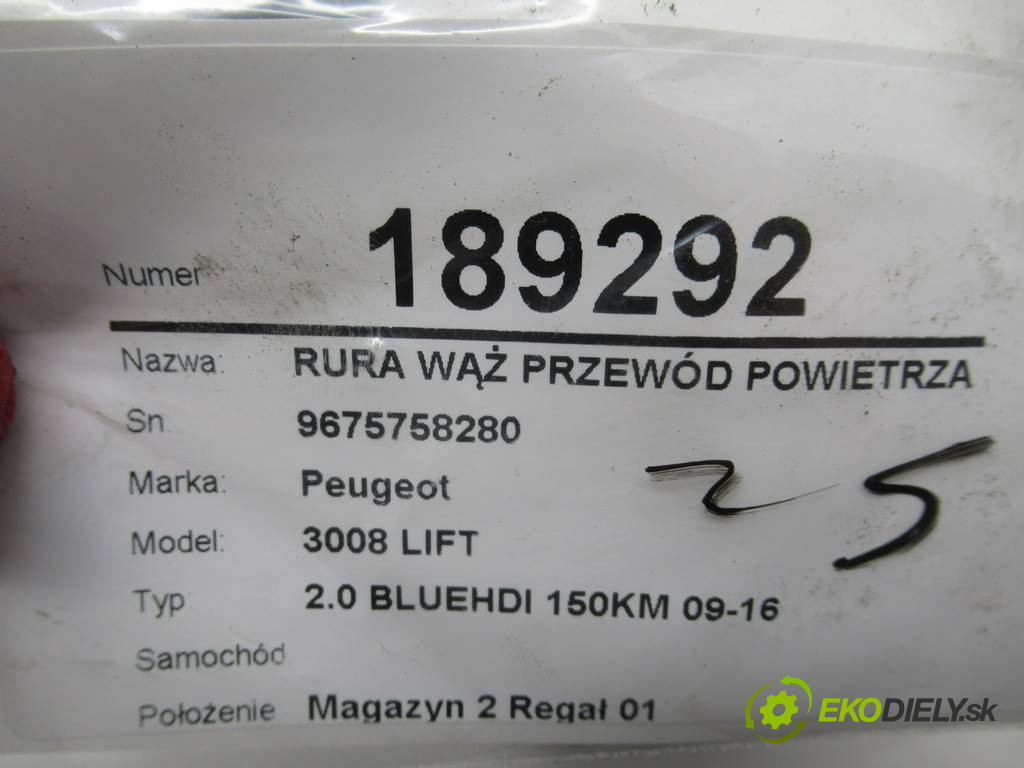 Numer 189292
Nazwa: RURA WĄŻ PRZEWÓD POWIETRZA
Sn 9675758280
Marka: Peugeot
Model: 3008 LIFT
25
Typ 2.0 BLUEHDI 150KM 09-16
Samochód
Położenie Magazyn 2 Regał 01
EKODIELY.sk